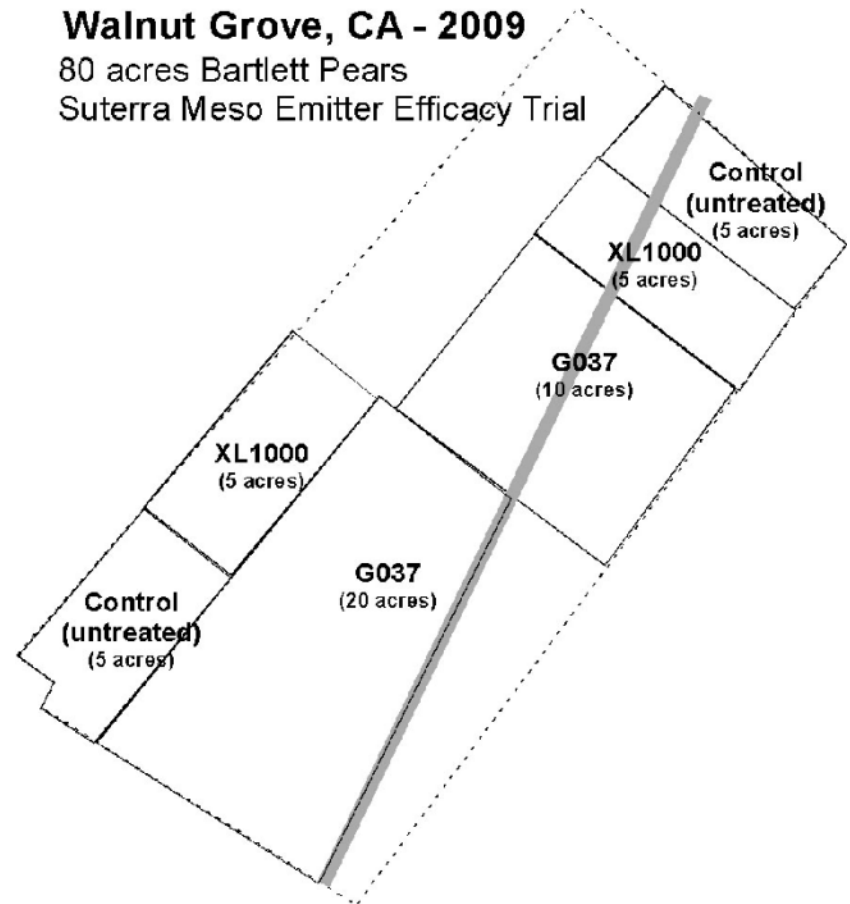 Walnut Grove, CA - 2009
80 acres Bartlett Pears
Suterra Meso Emitter Efficacy Trial
Control
(untreated)
(5 acres)
XL1000
(5 acres)
G037
(10 acres)
XL1000
(5 acres)
G037
(20 acres)
Control
(untreated)
(5 acres)